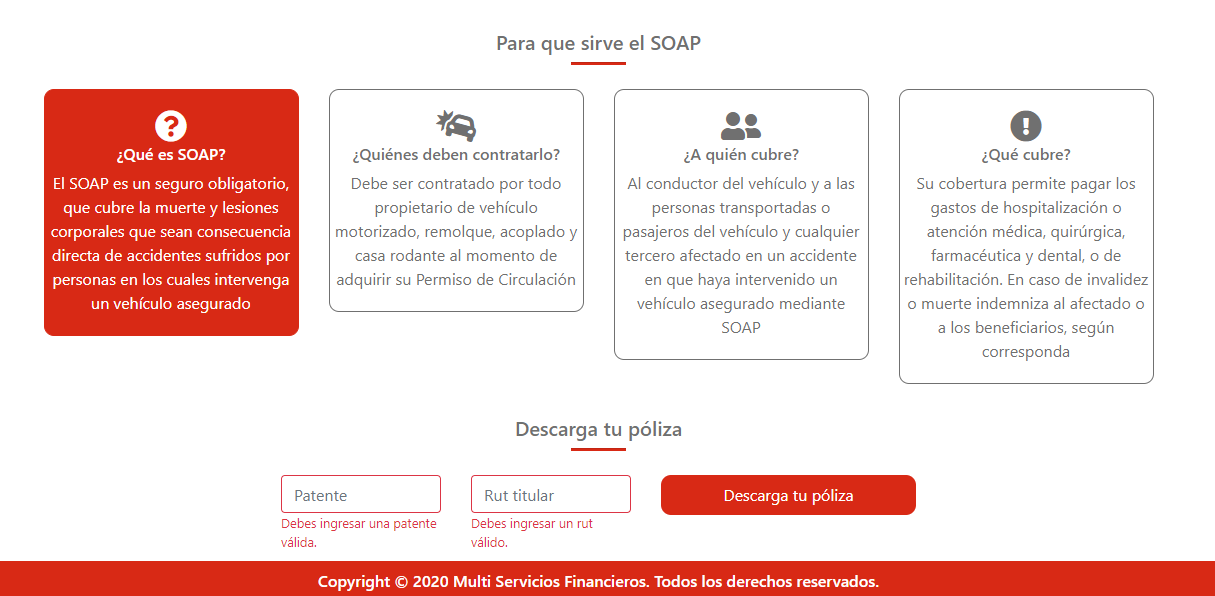 Para que sirve el SOAP
¿Qué es SOAP?
El SOAP es un seguro obligatorio,
que cubre la muerte y lesiones
corporales que sean consecuencia
directa de accidentes sufridos por
personas en los cuales intervenga
un vehículo asegurado
¿Quiénes deben contratarlo?
Debe ser contratado por todo
propietario de vehículo
motorizado, remolque, acoplado y
casa rodante al momento de
adquirir su Permiso de Circulación
¿A quién cubre?
Al conductor del vehículo y a las
personas transportadas o
pasajeros del vehículo y cualquier
tercero afectado en un accidente
en que haya intervenido un
vehículo asegurado mediante
SOAP
¿Qué cubre?
Su cobertura permite pagar los
gastos de hospitalización o
atención médica, quirúrgica,
farmacéutica y dental, o de
rehabilitación. En caso de invalidez
o muerte indemniza al afectado o
a los beneficiarios, según
corresponda
Descarga tu póliza
Patente
Debes ingresar una patente
válida.
Rut titular
Debes ingresar un rut
válido.
Descarga tu póliza
Copyright © 2020 Multi Servicios Financieros. Todos los derechos reservados.